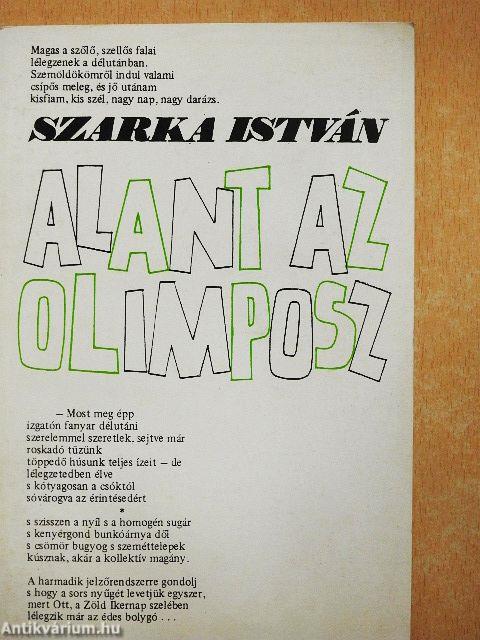 Magas a szőlő, szellős falai
lélegzenek a délutánban.
Szemöldökömről indul valami
csípős meleg, és jő utánam
kisfiam, kis szél, nagy nap, nagy darázs.
SZARKA ISTVÁN
ALANT AZ
OLIMPOSZ
– Most meg épp
izgatón fanyar délutáni
szerelemmel szeretlek, sejtve már
roskadó tüzünk
töppedő húsunk teljes ízeit – de
lélegzetedben élve
s kótyagosan a csóktól
sóvárogva az érintésedért
*
s szisszen a nyíl s a homogén sugár
s kenyérgond bunkóárnya dől
s csömör bugyog s szeméttelepek
kúsznak, akár a kollektív magány.
A harmadik jelzőrendszerre gondolj
s hogy a sors nyűgét levetjük egyszer,
mert Ott, a Zöld Ikernap szelében
lélegzik már az édes bolygó . . .
Antikvárium.hu